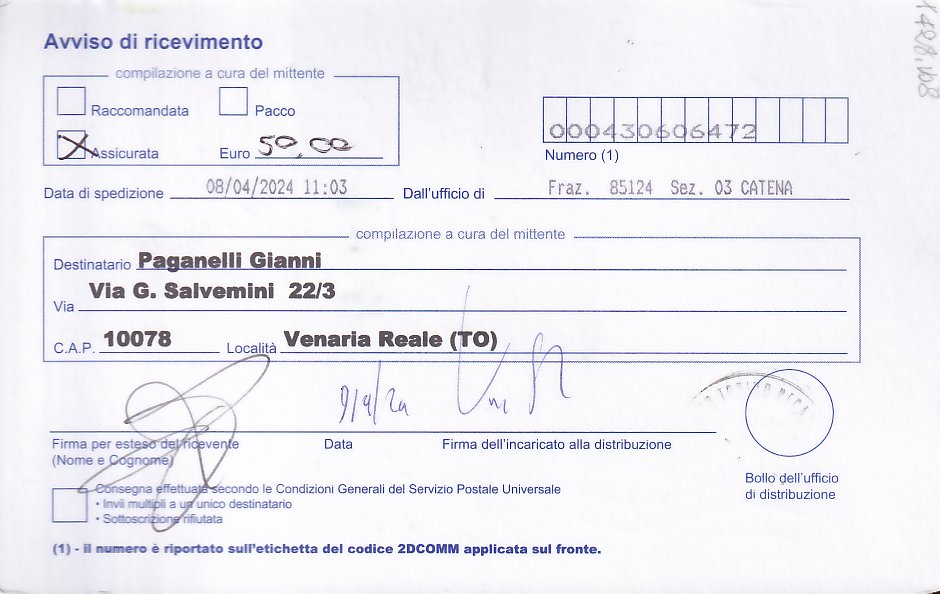 Avviso di ricevimento
compilazione a cura del mittente
Raccomandata Pacco
Assicurata Euro 50,00
000430606472
Numero (1)
Data di spedizione 08/04/2024 11:03 Dall'ufficio di Fraz. 85124 Sez. 03 CATENA
compilazione a cura del mittente
Destinatario Paganelli Gianni
Via Via G. Salvemini 22/3
C.A.P. 10078 Località Venaria Reale (TO)
9/4/24
Firma per esteso del ricevente Data Firma dell'incaricato alla distribuzione
(Nome e Cognome)
Bollo dell'ufficio
di distribuzione
Consegna effettuata secondo le Condizioni Generali del Servizio Postale Universale
• Invii multipli a un unico destinatario
• Sottoscrizione rifiutata
(1) - il numero è riportato sull'etichetta del codice 2DCOMM applicata sul fronte.